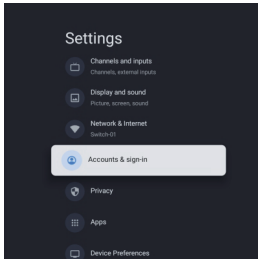 Settings
Channels and inputs
Channels, external inputs
Display and sound
Picture, screen, sound
Network & Internet
Switch-01
Accounts & sign-in
Privacy
Apps
Device Preferences